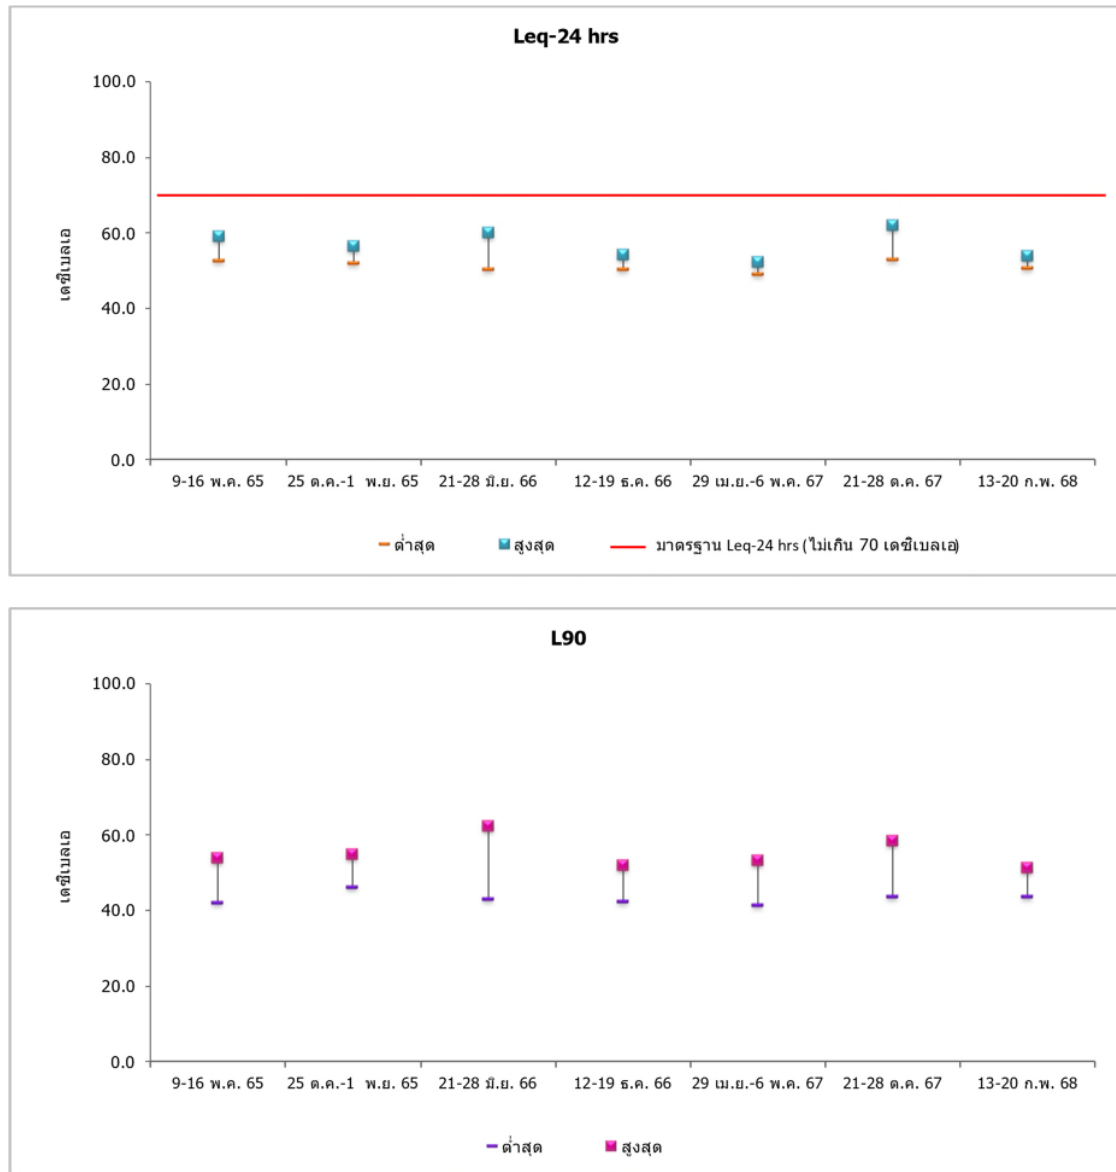 Leq-24 hrs
100.0
80.0
60.0
40.0
20.0
0.0
เดซิเบลเอ
9-16 พ.ค. 65 25 ต.ค.-1 พ.ย. 65 21-28 มิ.ย. 66 12-19 ธ.ค. 66 29 เม.ย.-6 พ.ค. 67 21-28 ต.ค. 67 13-20 ก.พ. 68
ต่ำสุด สูงสุด มาตรฐาน Leq-24 hrs (ไม่เกิน 70 เดซิเบลเอ)
L90
100.0
80.0
60.0
40.0
20.0
0.0
เดซิเบลเอ
9-16 พ.ค. 65 25 ต.ค.-1 พ.ย. 65 21-28 มิ.ย. 66 12-19 ธ.ค. 66 29 เม.ย.-6 พ.ค. 67 21-28 ต.ค. 67 13-20 ก.พ. 68
ต่ำสุด สูงสุด